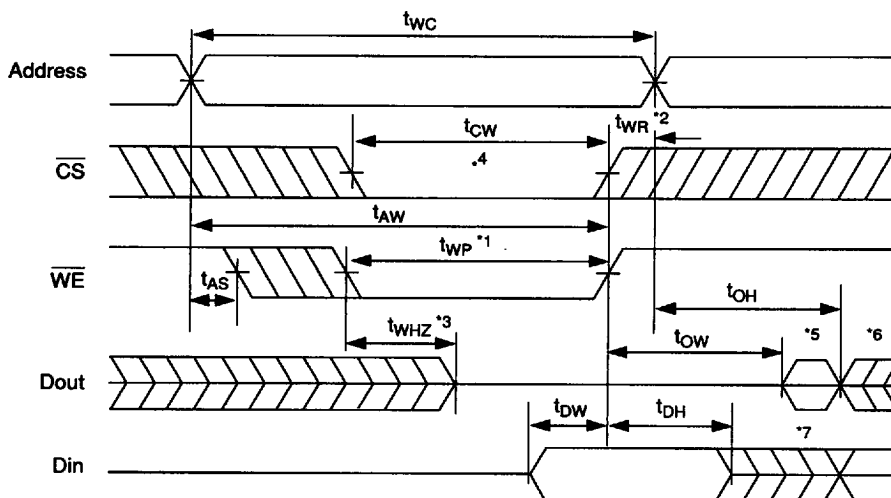 tWC
Address
tCW
tWR *2
CS
*4
tAW
tWP *1
WE
tAS
tOH
tWHZ *3
tOW
*5
*6
Dout
tDW
tDH
*7
Din